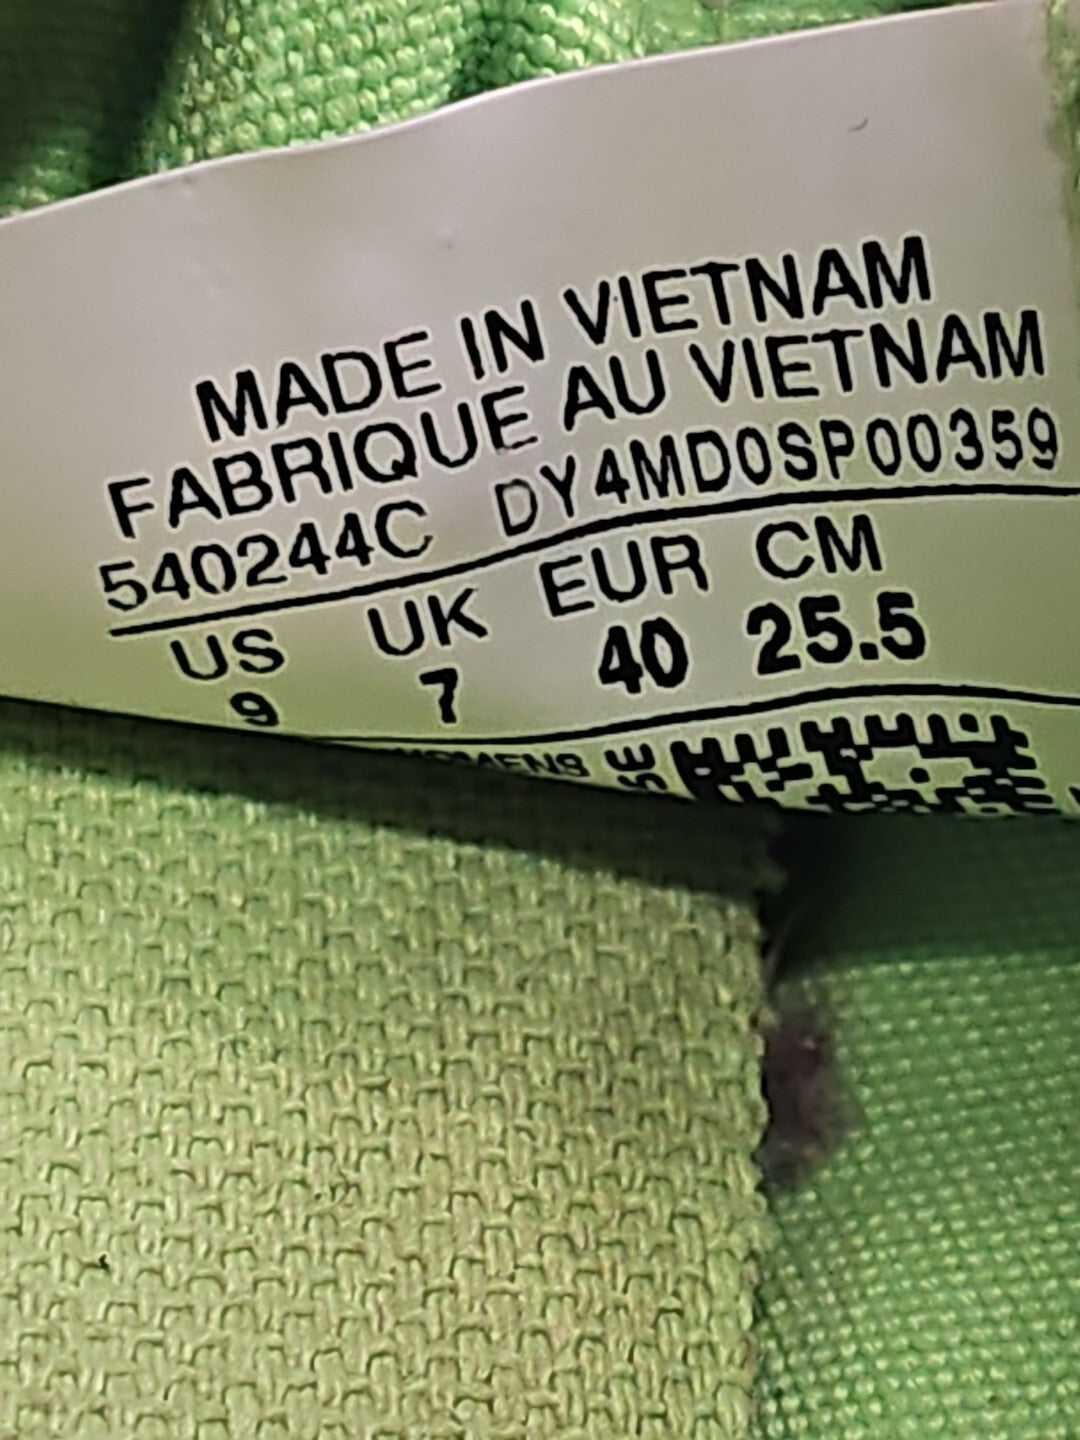 MADE IN VIETNAM
FABRIQUE AU VIETNAM
540244C DY4MD0SP00359
US UK EUR CM
9 7 40 25.5